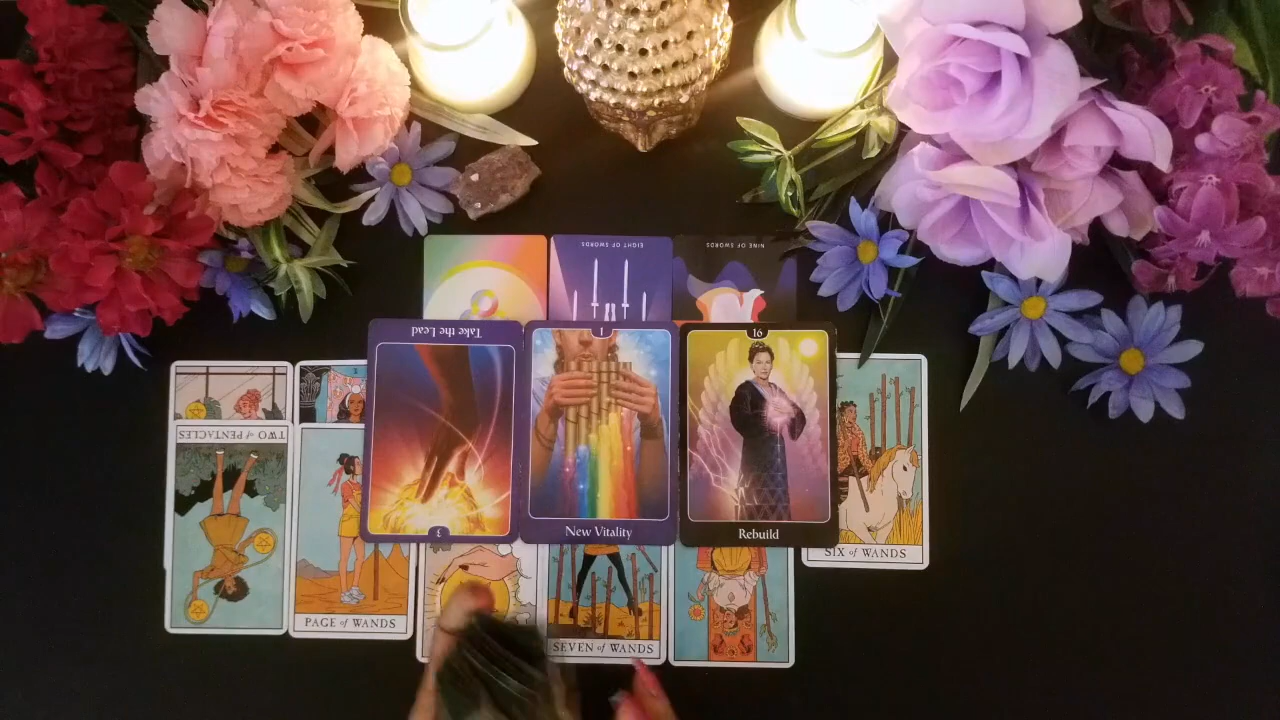 EIGHT OF SWORDS
NINE OF SWORDS
Take the Lead
3
1
New Vitality
16
Rebuild
TWO of PENTACLES
PAGE of WANDS
SEVEN of WANDS
SIX of WANDS